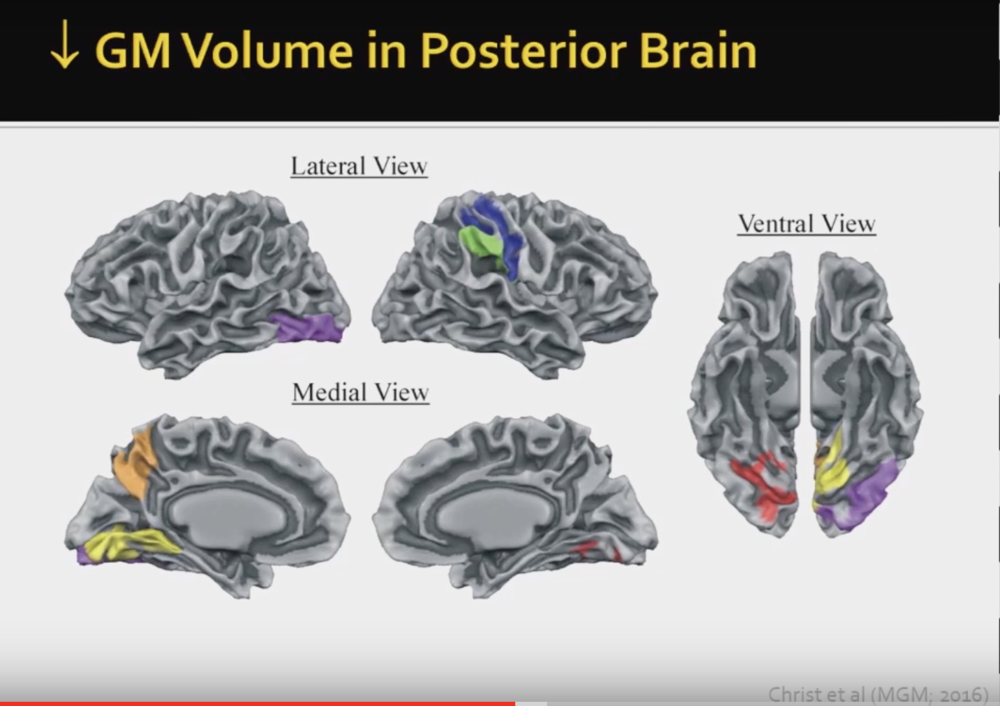 ↓ GM Volume in Posterior Brain
Lateral View
Ventral View
Medial View
Christ et al (MGM; 2016)